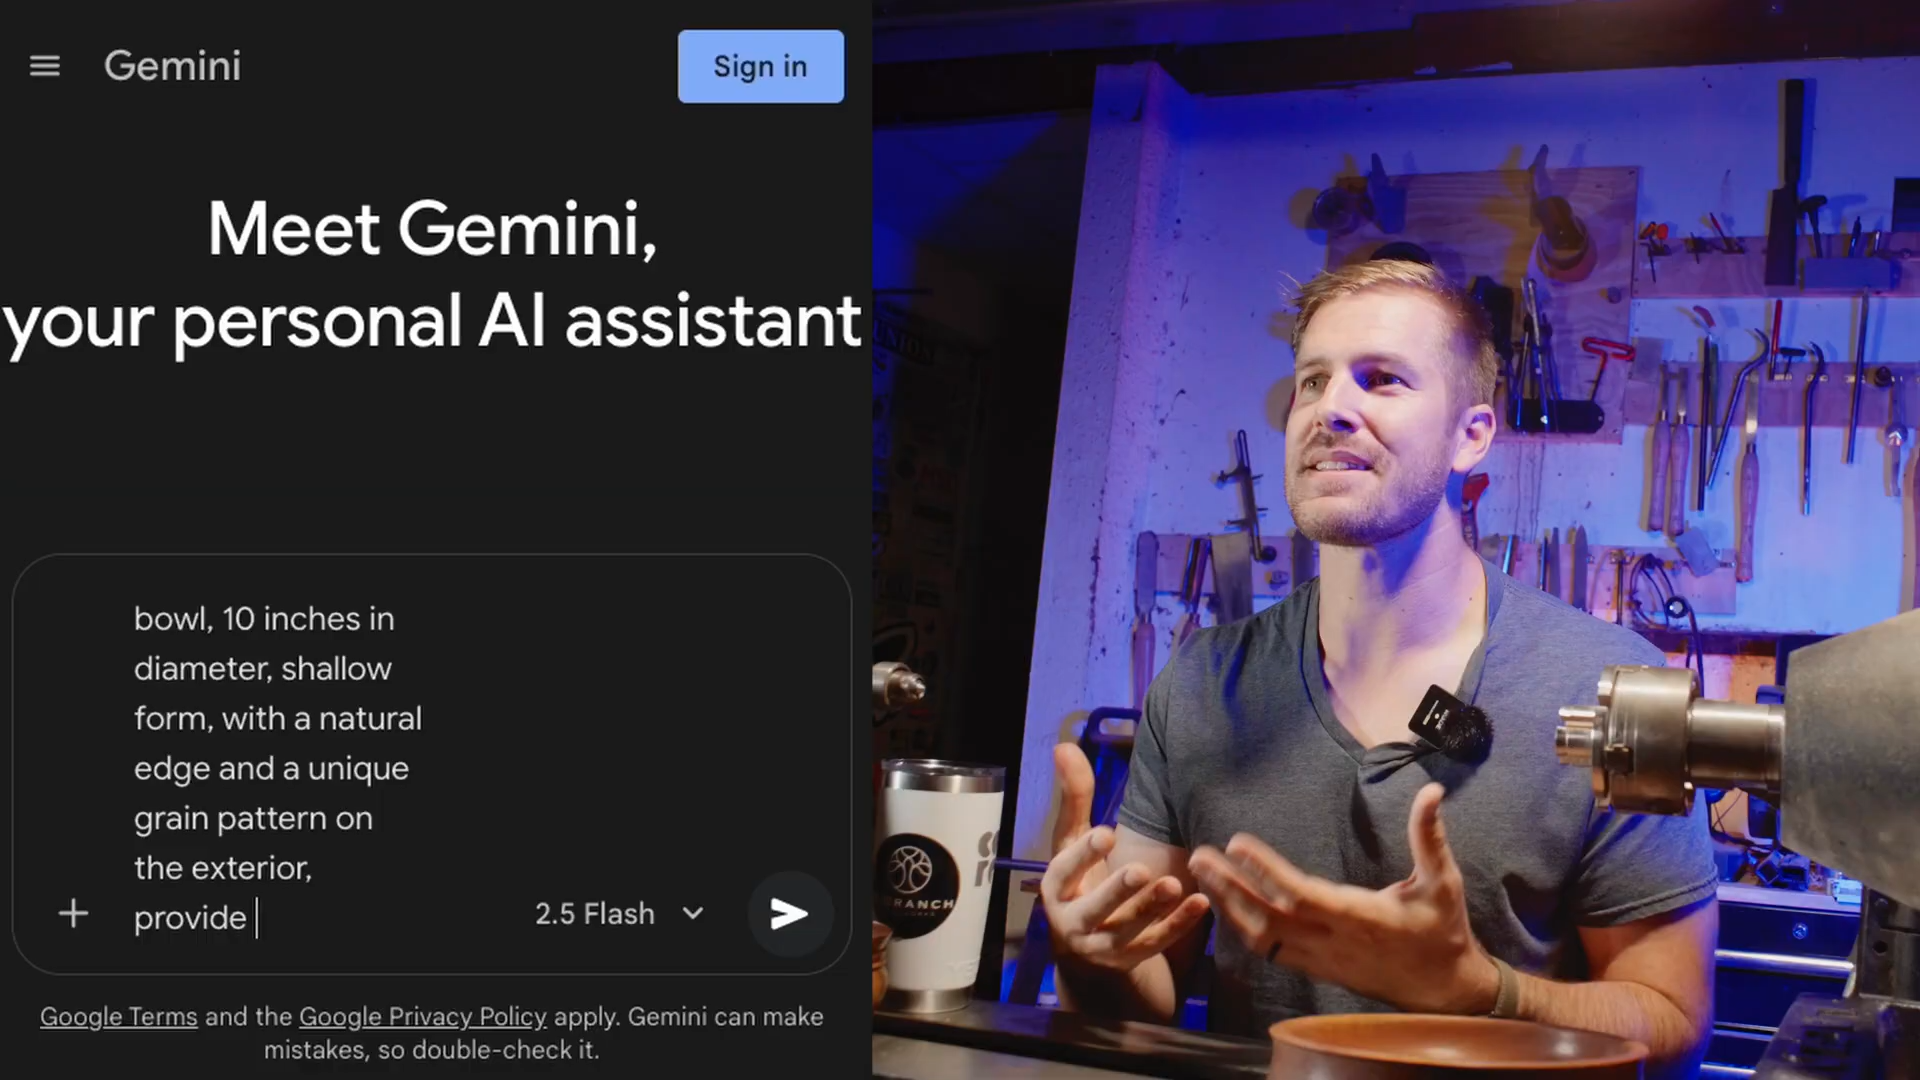 Gemini
Sign in
Meet Gemini,
your personal AI assistant
bowl, 10 inches in
diameter, shallow
form, with a natural
edge and a unique
grain pattern on
the exterior,
provide
2.5 Flash
Google Terms and the Google Privacy Policy apply. Gemini can make
mistakes, so double-check it.
BRANCH